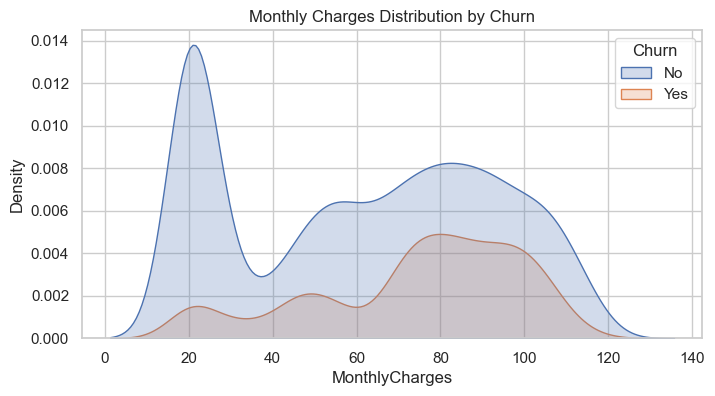 Monthly Charges Distribution by Churn
Density
0.014
0.012
0.010
0.008
0.006
0.004
0.002
0.000
Churn
No
Yes
0 20 40 60 80 100 120 140
MonthlyCharges